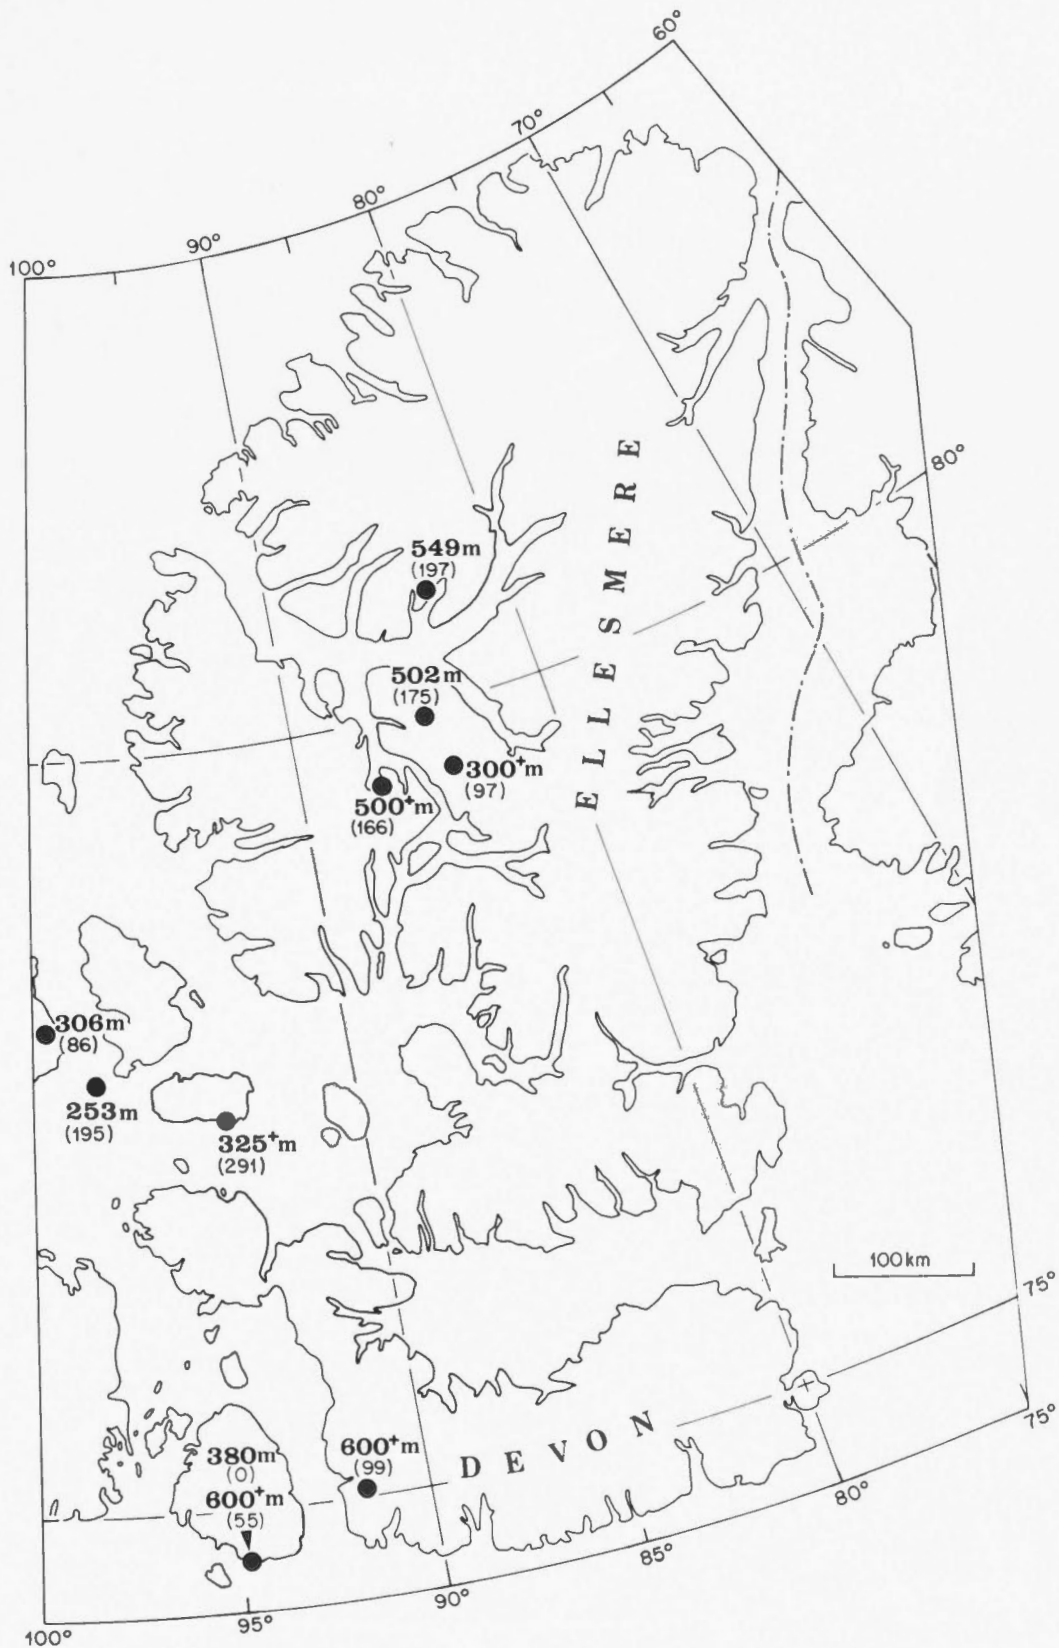 60°
70°
80°
90°
100°
80°
ELLESMERE
549m
(197)
502m
(175)
300⁺m
(97)
500⁺m
(166)
306m
(86)
253m
(195)
325⁺m
(291)
100km
75°
75°
DEVON
380m
(0)
600⁺m
(55)
600⁺m
(99)
80°
85°
90°
95°
100°